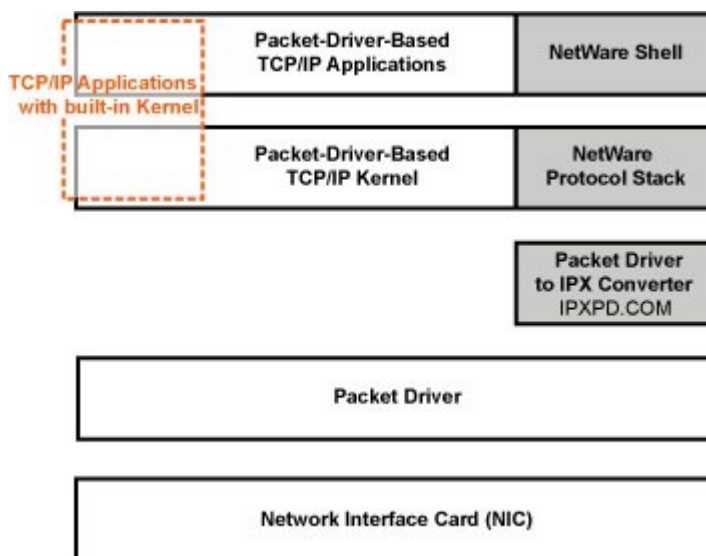 Packet-Driver-Based
TCP/IP Applications
NetWare Shell
TCP/IP Applications
with built-in Kernel
Packet-Driver-Based
TCP/IP Kernel
NetWare
Protocol Stack
Packet Driver
to IPX Converter
IPXPD.COM
Packet Driver
Network Interface Card (NIC)